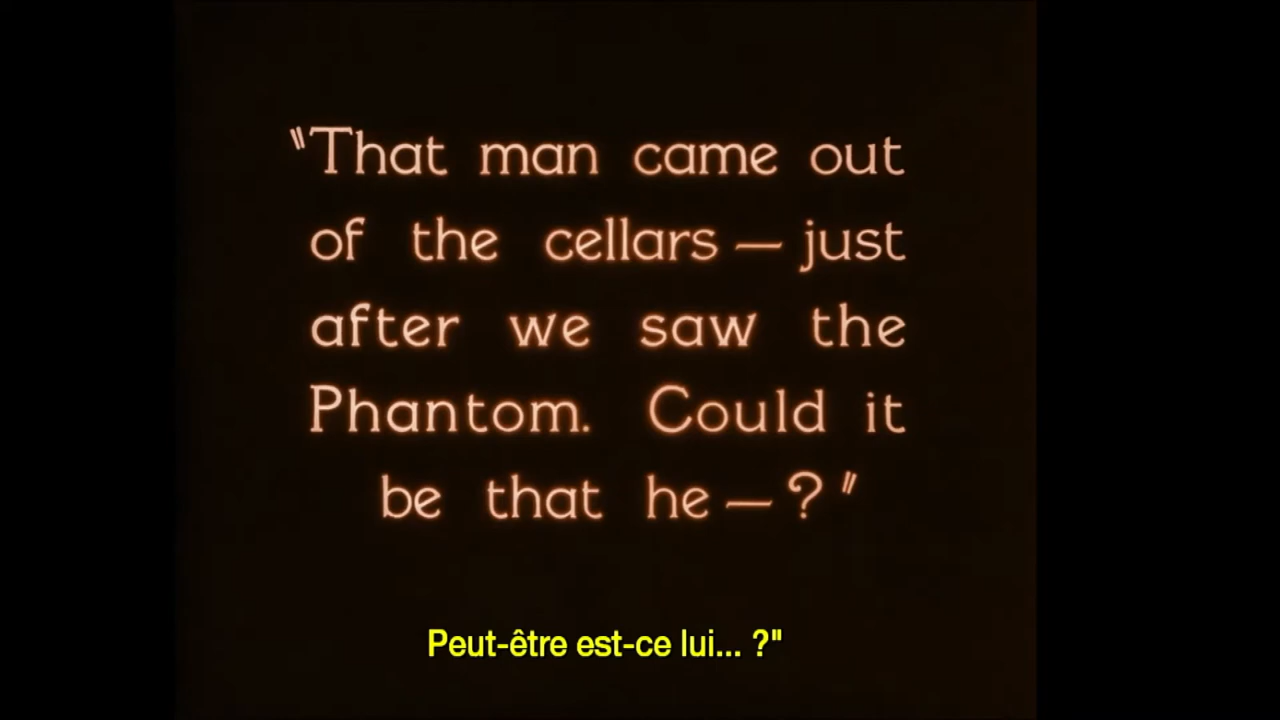 "That man came out
of the cellars — just
after we saw the
Phantom. Could it
be that he — ?"
Peut-être est-ce lui... ?"